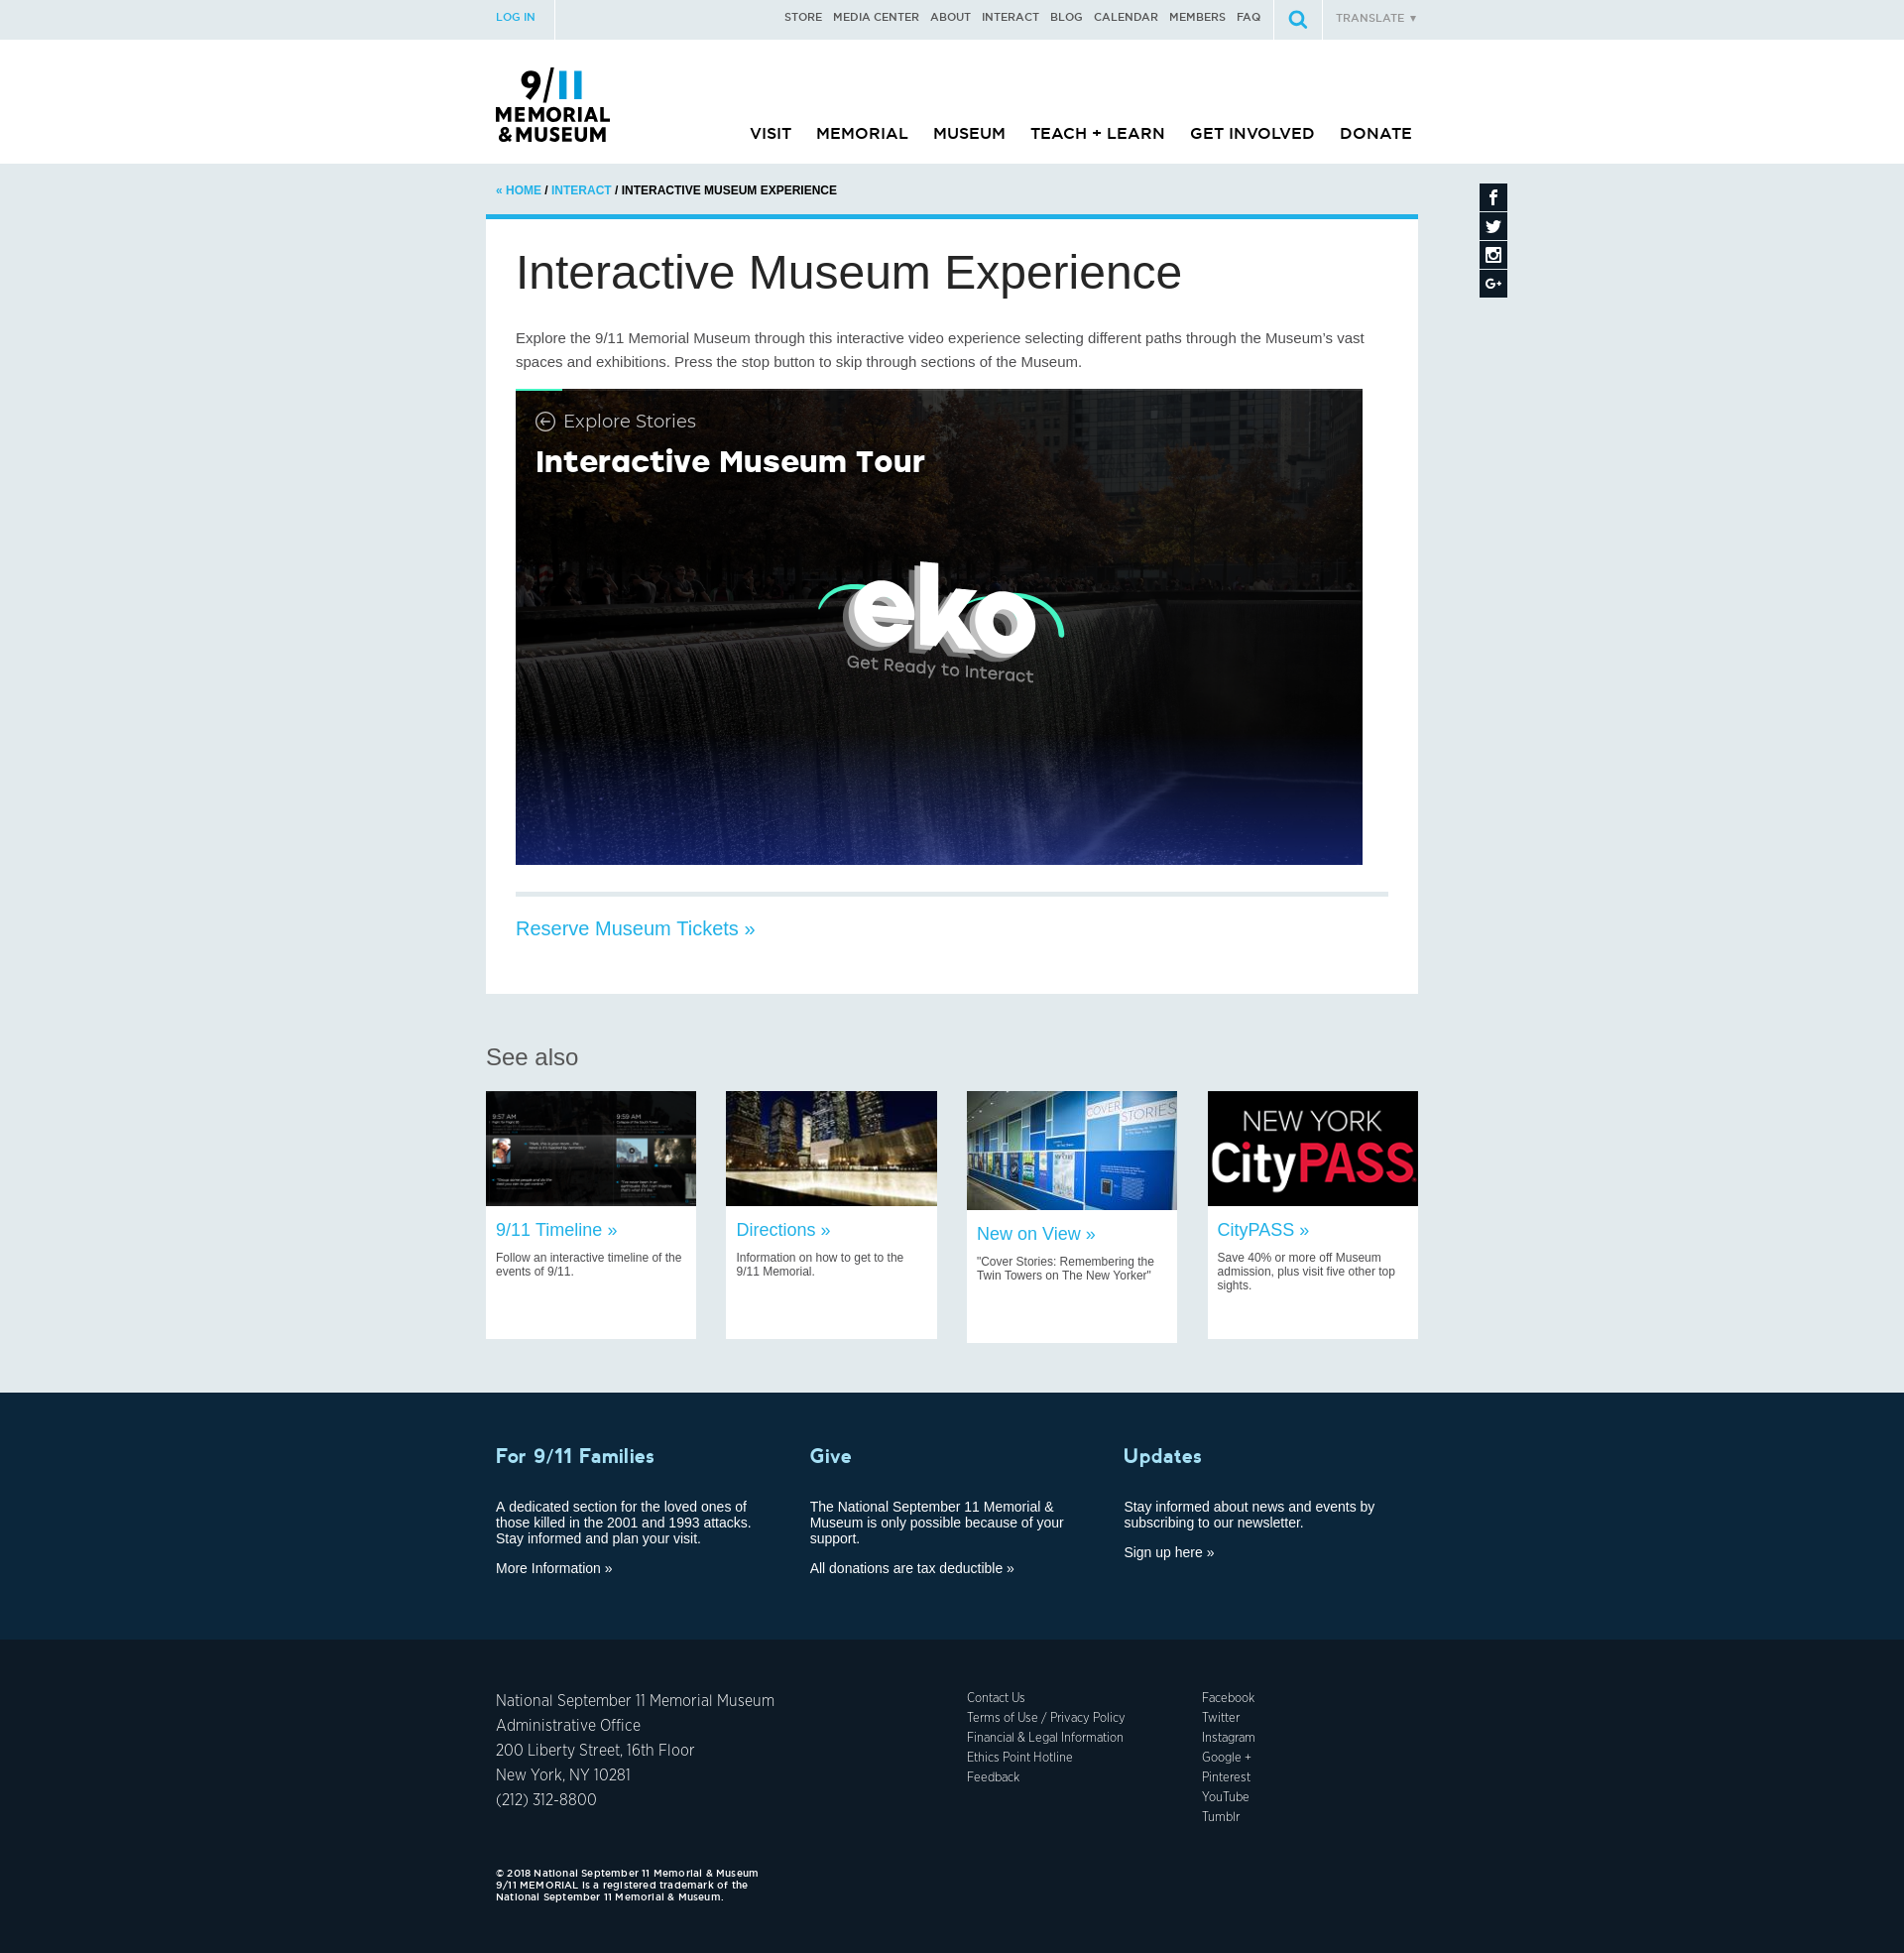 LOG IN
STORE MEDIA CENTER ABOUT INTERACT BLOG CALENDAR MEMBERS FAQ
TRANSLATE ▼
9/11
MEMORIAL
&MUSEUM
VISIT MEMORIAL MUSEUM TEACH + LEARN GET INVOLVED DONATE
« HOME / INTERACT / INTERACTIVE MUSEUM EXPERIENCE
Interactive Museum Experience
Explore the 9/11 Memorial Museum through this interactive video experience selecting different paths through the Museum's vast
spaces and exhibitions. Press the stop button to skip through sections of the Museum.
Explore Stories
Interactive Museum Tour
eko
Get Ready to Interact
Reserve Museum Tickets »
See also
9:57 AM
9:59 AM
COVER STORIES
NEW YORK
CityPASS
9/11 Timeline »
Follow an interactive timeline of the
events of 9/11.
Directions »
Information on how to get to the
9/11 Memorial.
New on View »
"Cover Stories: Remembering the
Twin Towers on The New Yorker"
CityPASS »
Save 40% or more off Museum
admission, plus visit five other top
sights.
For 9/11 Families
A dedicated section for the loved ones of
those killed in the 2001 and 1993 attacks.
Stay informed and plan your visit.
More Information »
Give
The National September 11 Memorial &
Museum is only possible because of your
support.
All donations are tax deductible »
Updates
Stay informed about news and events by
subscribing to our newsletter.
Sign up here »
National September 11 Memorial Museum
Administrative Office
200 Liberty Street, 16th Floor
New York, NY 10281
(212) 312-8800
Contact Us
Terms of Use / Privacy Policy
Financial & Legal Information
Ethics Point Hotline
Feedback
Facebook
Twitter
Instagram
Google +
Pinterest
YouTube
Tumblr
© 2018 National September 11 Memorial & Museum
9/11 MEMORIAL is a registered trademark of the
National September 11 Memorial & Museum.